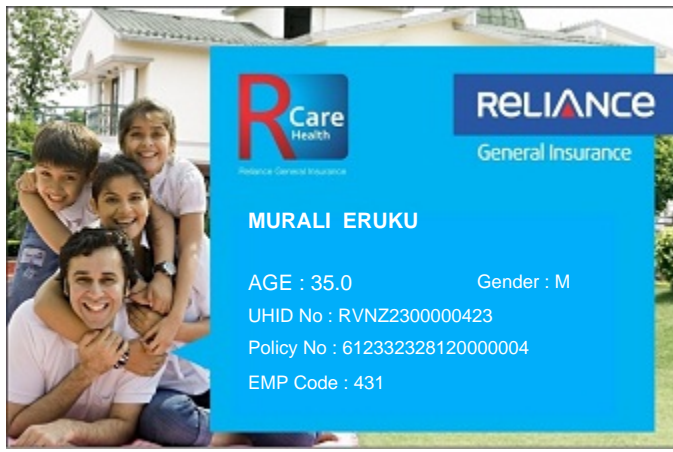 R Care
Health
Reliance General Insurance
RELIANCE
General Insurance
MURALI ERUKU
AGE : 35.0 Gender : M
UHID No : RVNZ2300000423
Policy No : 612332328120000004
EMP Code : 431